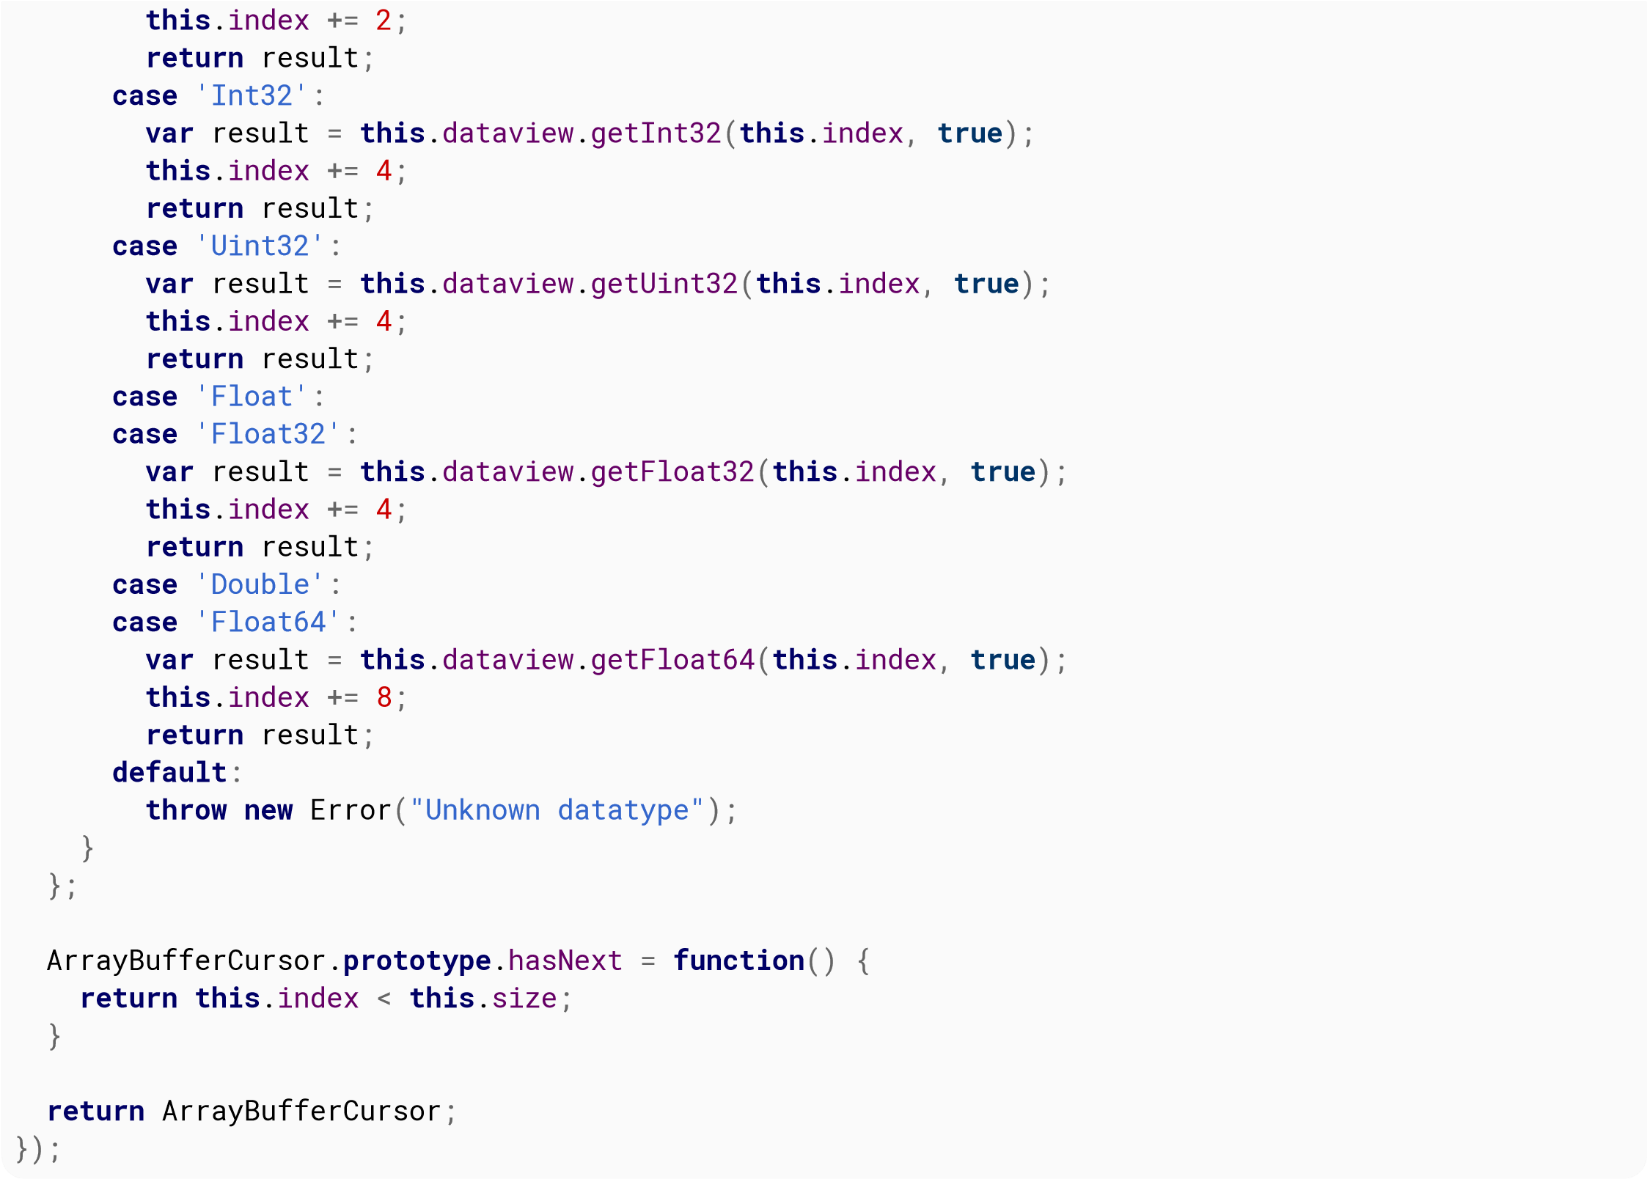 this.index += 2;
return result;
case 'Int32':
var result = this.dataview.getInt32(this.index, true);
this.index += 4;
return result;
case 'Uint32':
var result = this.dataview.getUint32(this.index, true);
this.index += 4;
return result;
case 'Float':
case 'Float32':
var result = this.dataview.getFloat32(this.index, true);
this.index += 4;
return result;
case 'Double':
case 'Float64':
var result = this.dataview.getFloat64(this.index, true);
this.index += 8;
return result;
default:
throw new Error("Unknown datatype");
}
};
ArrayBufferCursor.prototype.hasNext = function() {
return this.index < this.size;
}
return ArrayBufferCursor;
});